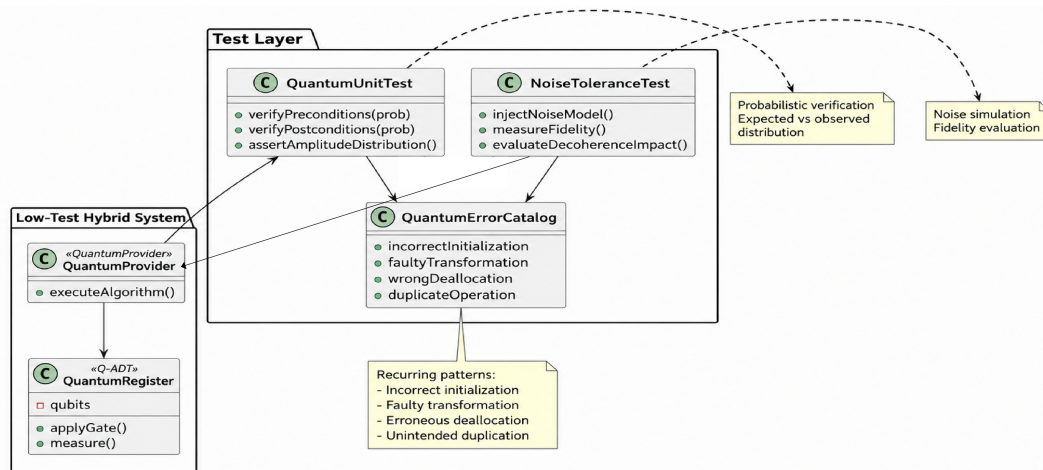 Test Layer
C QuantumUnitTest
verifyPreconditions(prob)
verifyPostconditions(prob)
assertAmplitudeDistribution()
C NoiseToleranceTest
injectNoiseModel()
measureFidelity()
evaluateDecoherenceImpact()
Probabilistic verification
Expected vs observed
distribution
Noise simulation
Fidelity evaluation
C QuantumErrorCatalog
incorrectInitialization
faultyTransformation
wrongDeallocation
duplicateOperation
Low-Test Hybrid System
C «QuantumProvider»
QuantumProvider
executeAlgorithm()
C «Q-ADT»
QuantumRegister
qubits
applyGate()
measure()
Recurring patterns:
- Incorrect initialization
- Faulty transformation
- Erroneous deallocation
- Unintended duplication